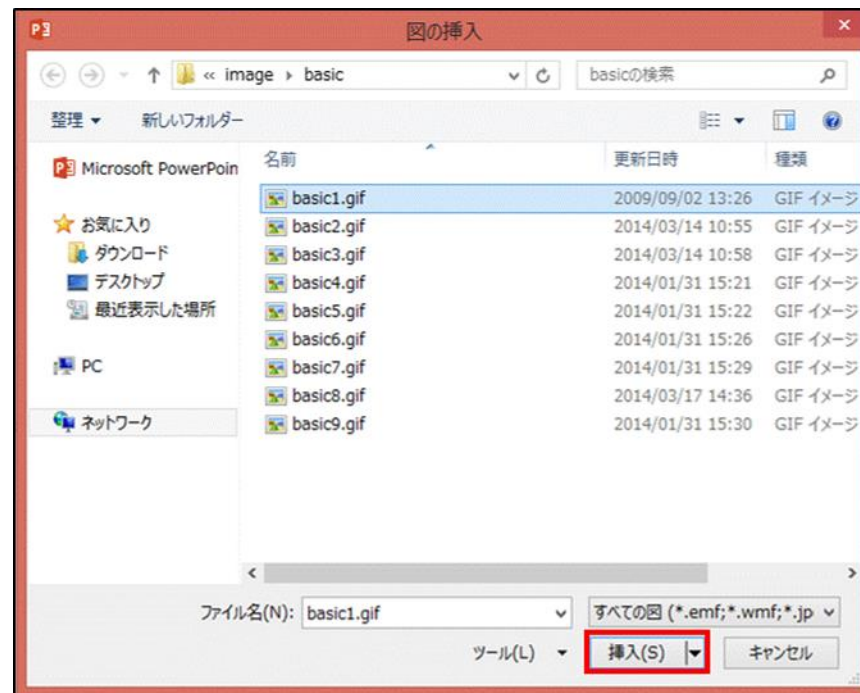 図の挿入
« image › basic
basicの検索
整理
新しいフォルダー
Microsoft PowerPoin
お気に入り
ダウンロード
デスクトップ
最近表示した場所
PC
ネットワーク
名前 更新日時 種類
basic1.gif 2009/09/02 13:26 GIF イメージ
basic2.gif 2014/03/14 10:55 GIF イメージ
basic3.gif 2014/03/14 10:58 GIF イメージ
basic4.gif 2014/01/31 15:21 GIF イメージ
basic5.gif 2014/01/31 15:22 GIF イメージ
basic6.gif 2014/01/31 15:26 GIF イメージ
basic7.gif 2014/01/31 15:29 GIF イメージ
basic8.gif 2014/03/17 14:36 GIF イメージ
basic9.gif 2014/01/31 15:30 GIF イメージ
ファイル名(N): basic1.gif すべての図 (*.emf;*.wmf;*.jp
ツール(L) 挿入(S) キャンセル